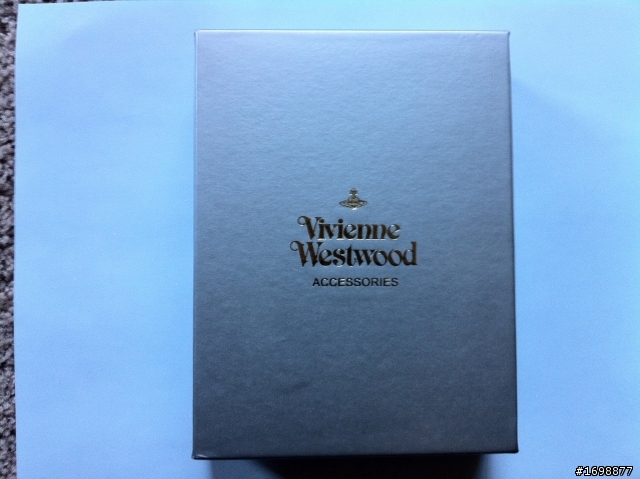 Vivienne
Westwood
ACCESSORIES
#1698877